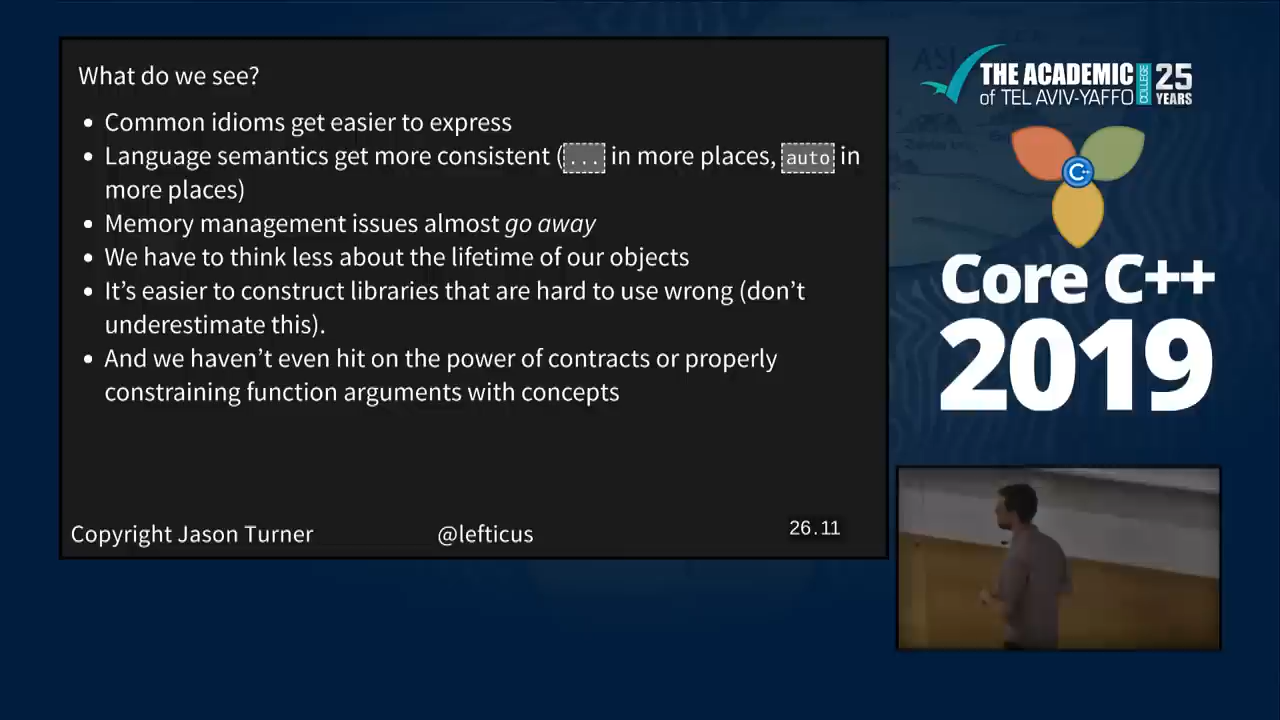 What do we see?
• Common idioms get easier to express
• Language semantics get more consistent (... in more places, auto in
more places)
• Memory management issues almost go away
• We have to think less about the lifetime of our objects
• It’s easier to construct libraries that are hard to use wrong (don’t
underestimate this).
• And we haven’t even hit on the power of contracts or properly
constraining function arguments with concepts
Copyright Jason Turner
@lefticus
26.11
THE ACADEMIC
of TEL AVIV-YAFFO
COLLEGE
25
YEARS
C++
Core C++
2019